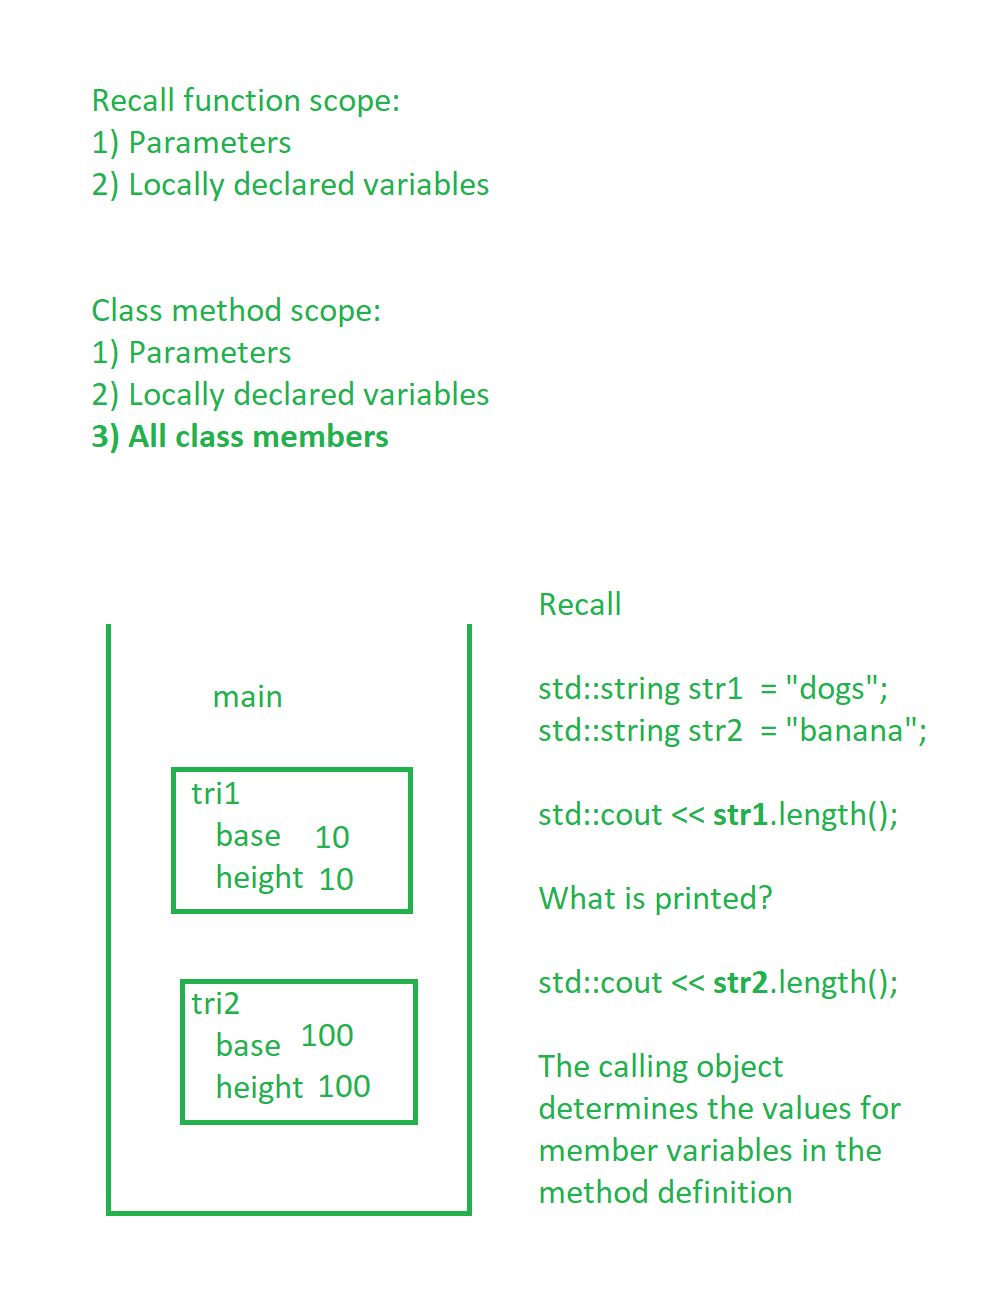 Recall function scope:
1) Parameters
2) Locally declared variables
Class method scope:
1) Parameters
2) Locally declared variables
3) All class members
main
tri1
base 10
height 10
tri2
base 100
height 100
Recall
std::string str1 = "dogs";
std::string str2 = "banana";
std::cout << str1.length();
What is printed?
std::cout << str2.length();
The calling object
determines the values for
member variables in the
method definition